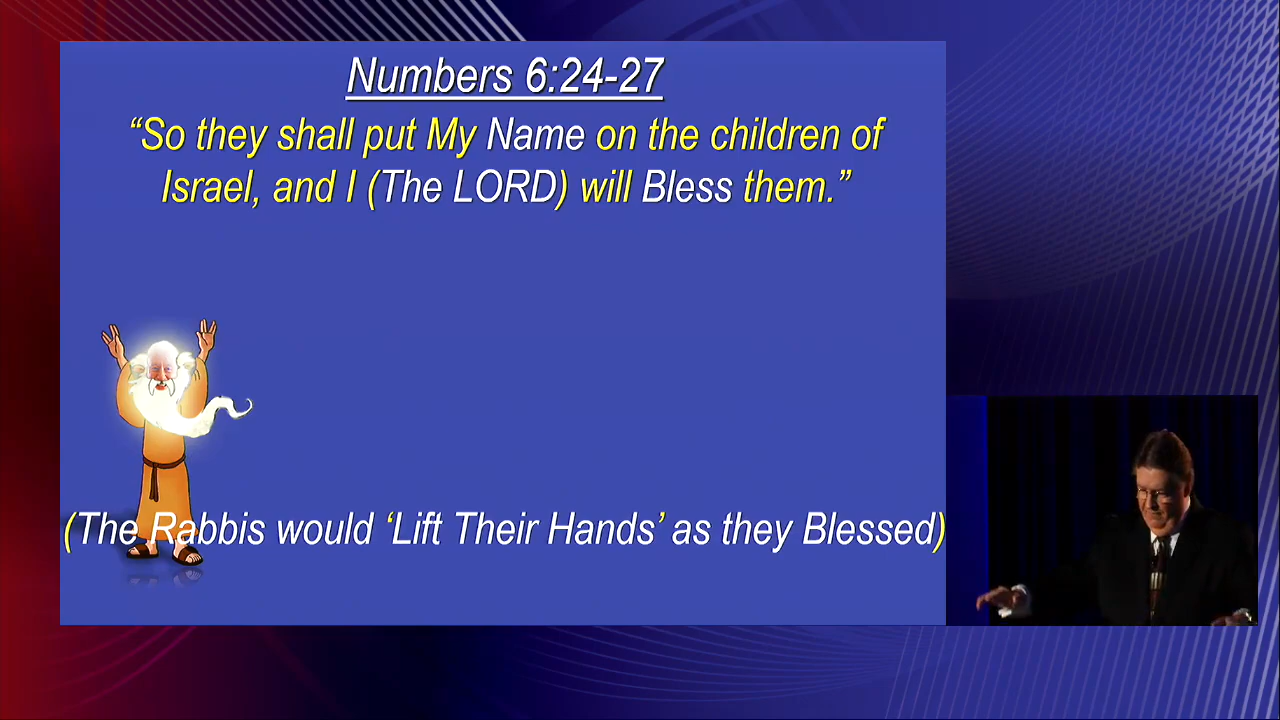 Numbers 6:24-27
“So they shall put My Name on the children of
Israel, and I (The LORD) will Bless them.”
(The Rabbis would ‘Lift Their Hands’ as they Blessed)